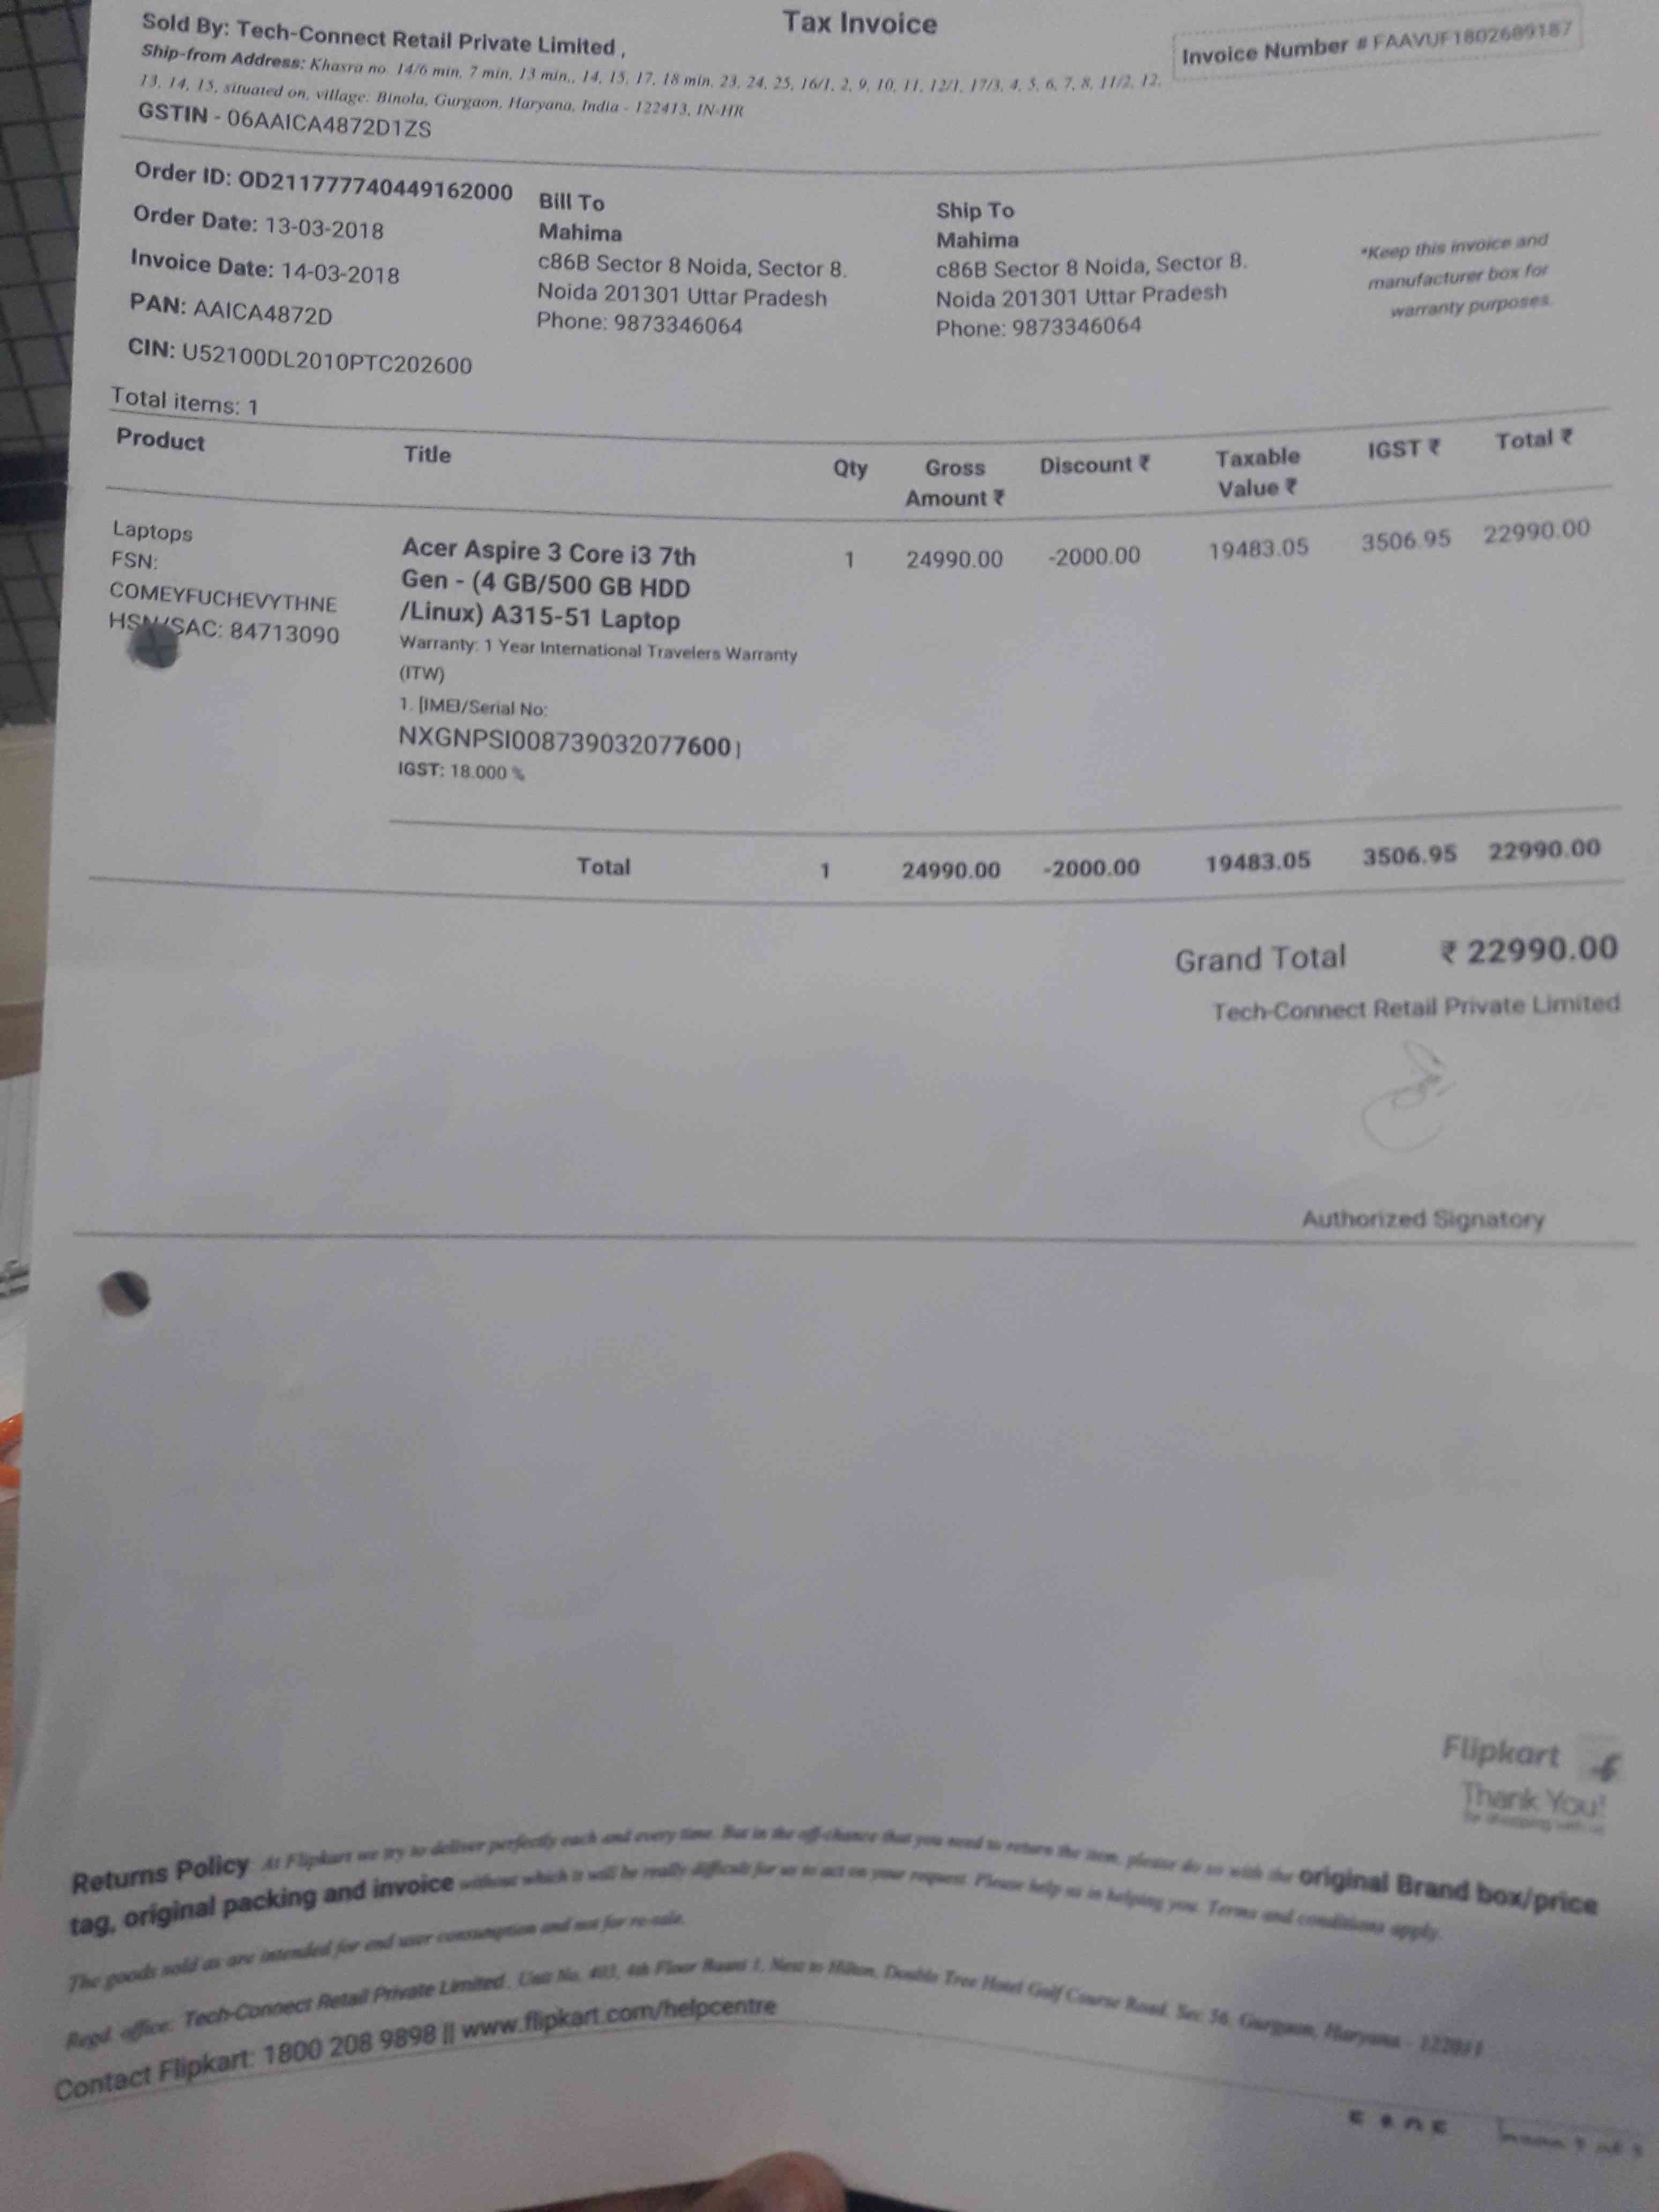 Tax Invoice
Invoice Number # FAAVUF1802689187
Sold By: Tech-Connect Retail Private Limited ,
Ship-from Address: Khasra no. 14/6 min, 7 min, 13 min,, 14, 15, 17, 18 min, 23, 24, 25, 16/1, 2, 9, 10, 11, 12/1, 17/3, 4, 5, 6, 7, 8, 11/2, 12,
13, 14, 15, situated on, village: Binola, Gurgaon, Haryana, India - 122413, IN-HR
GSTIN - 06AAICA4872D1ZS
Order ID: OD211777740449162000
Order Date: 13-03-2018
Invoice Date: 14-03-2018
PAN: AAICA4872D
CIN: U52100DL2010PTC202600
Bill To
Mahima
c86B Sector 8 Noida, Sector 8.
Noida 201301 Uttar Pradesh
Phone: 9873346064
Ship To
Mahima
c86B Sector 8 Noida, Sector 8.
Noida 201301 Uttar Pradesh
Phone: 9873346064
*Keep this invoice and
manufacturer box for
warranty purposes.
Total items: 1
Product Title Qty Gross Amount ₹ Discount ₹ Taxable Value ₹ IGST ₹ Total ₹
Laptops
FSN:
COMEYFUCHEVYTHNE
HSN/SAC: 84713090
Acer Aspire 3 Core i3 7th
Gen - (4 GB/500 GB HDD
/Linux) A315-51 Laptop
Warranty: 1 Year International Travelers Warranty
(ITW)
1. [IMEI/Serial No:
NXGNPSI008739032077600]
IGST: 18.000 %
1 24990.00 -2000.00 19483.05 3506.95 22990.00
Total 1 24990.00 -2000.00 19483.05 3506.95 22990.00
Grand Total ₹ 22990.00
Tech-Connect Retail Private Limited
Authorized Signatory
Flipkart
Thank You!
for shopping with us
Returns Policy At Flipkart we try to deliver perfectly each and every time. But in the off-chance that you need to return the item, please do so with the original Brand box/price
tag, original packing and invoice without which it will be really difficult for us to act on your request. Please help us in helping you. Terms and conditions apply.
The goods sold as are intended for end user consumption and not for re-sale.
Regd. office: Tech-Connect Retail Private Limited , Unit No. 403, 4th Floor 1, Next to Hilton, Double Tree Hotel Golf Course Road, Sec 56, Gurgaon, Haryana -
Contact Flipkart: 1800 208 9898 || www.flipkart.com/helpcentre